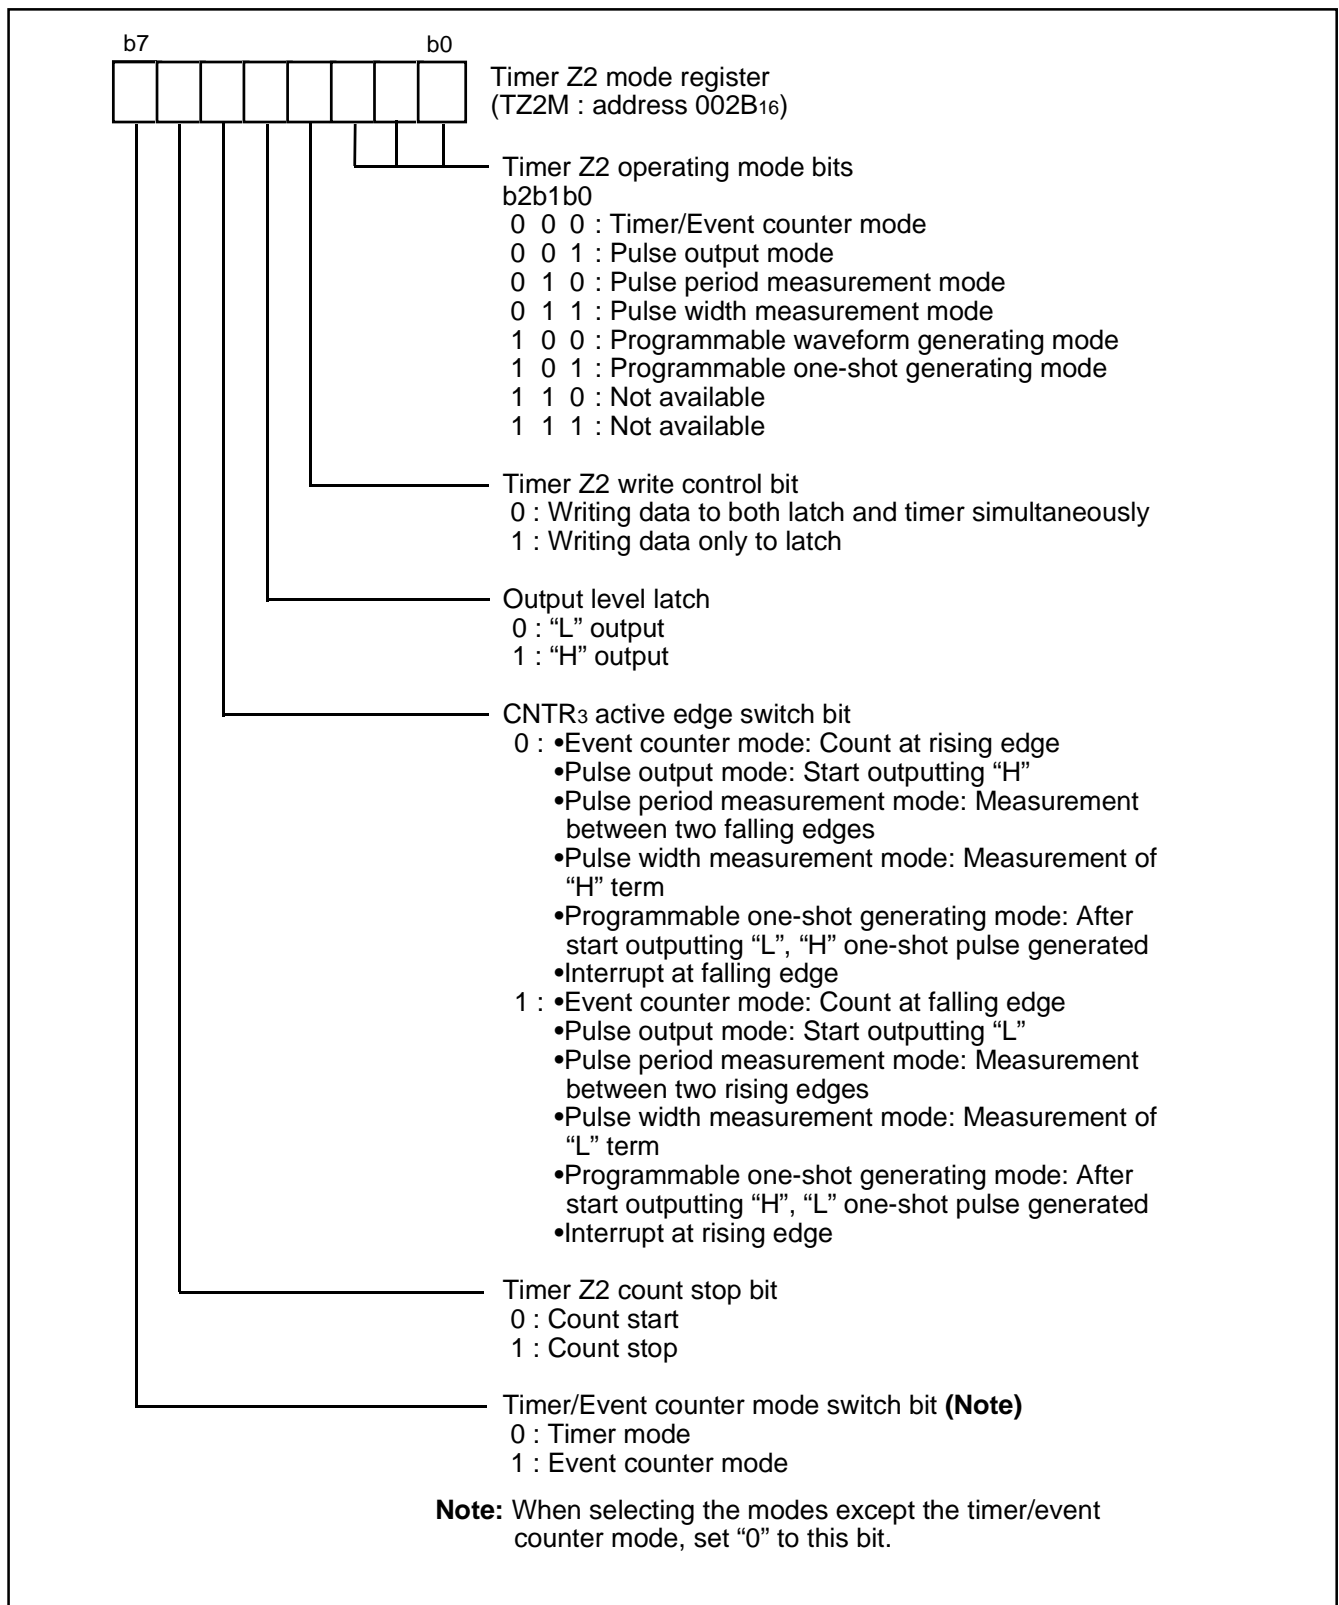 b7 b0
Timer Z2 mode register
(TZ2M : address 002B16)
Timer Z2 operating mode bits
b2b1b0
0 0 0 : Timer/Event counter mode
0 0 1 : Pulse output mode
0 1 0 : Pulse period measurement mode
0 1 1 : Pulse width measurement mode
1 0 0 : Programmable waveform generating mode
1 0 1 : Programmable one-shot generating mode
1 1 0 : Not available
1 1 1 : Not available
Timer Z2 write control bit
0 : Writing data to both latch and timer simultaneously
1 : Writing data only to latch
Output level latch
0 : “L” output
1 : “H” output
CNTR3 active edge switch bit
0 : •Event counter mode: Count at rising edge
•Pulse output mode: Start outputting “H”
•Pulse period measurement mode: Measurement
between two falling edges
•Pulse width measurement mode: Measurement of
“H” term
•Programmable one-shot generating mode: After
start outputting “L”, “H” one-shot pulse generated
•Interrupt at falling edge
1 : •Event counter mode: Count at falling edge
•Pulse output mode: Start outputting “L”
•Pulse period measurement mode: Measurement
between two rising edges
•Pulse width measurement mode: Measurement of
“L” term
•Programmable one-shot generating mode: After
start outputting “H”, “L” one-shot pulse generated
•Interrupt at rising edge
Timer Z2 count stop bit
0 : Count start
1 : Count stop
Timer/Event counter mode switch bit (Note)
0 : Timer mode
1 : Event counter mode
Note: When selecting the modes except the timer/event
counter mode, set “0” to this bit.